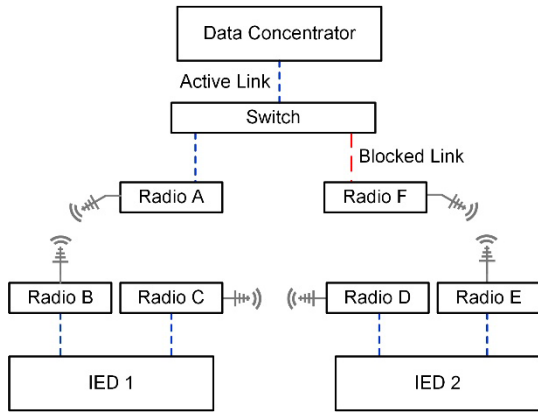 Data Concentrator
Active Link
Switch
Blocked Link
Radio A
Radio F
Radio B
Radio C
Radio D
Radio E
IED 1
IED 2